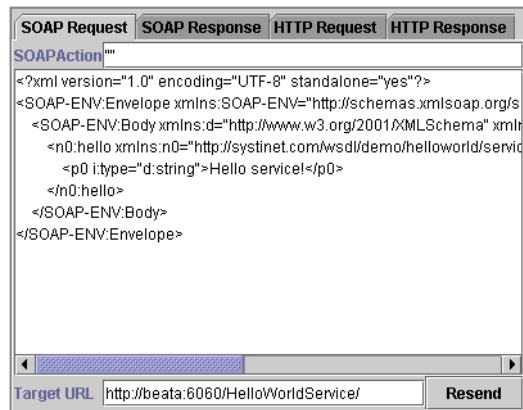 SOAP Request SOAP Response HTTP Request HTTP Response
SOAPAction ""
<?xml version="1.0" encoding="UTF-8" standalone="yes"?>
<SOAP-ENV:Envelope xmlns:SOAP-ENV="http://schemas.xmlsoap.org/s
<SOAP-ENV:Body xmlns:d="http://www.w3.org/2001/XMLSchema" xmln
<n0:hello xmlns:n0="http://systinet.com/wsdl/demo/helloworld/servic
<p0 i:type="d:string">Hello service!</p0>
</n0:hello>
</SOAP-ENV:Body>
</SOAP-ENV:Envelope>
Target URL http://beata:6060/HelloWorldService/ Resend